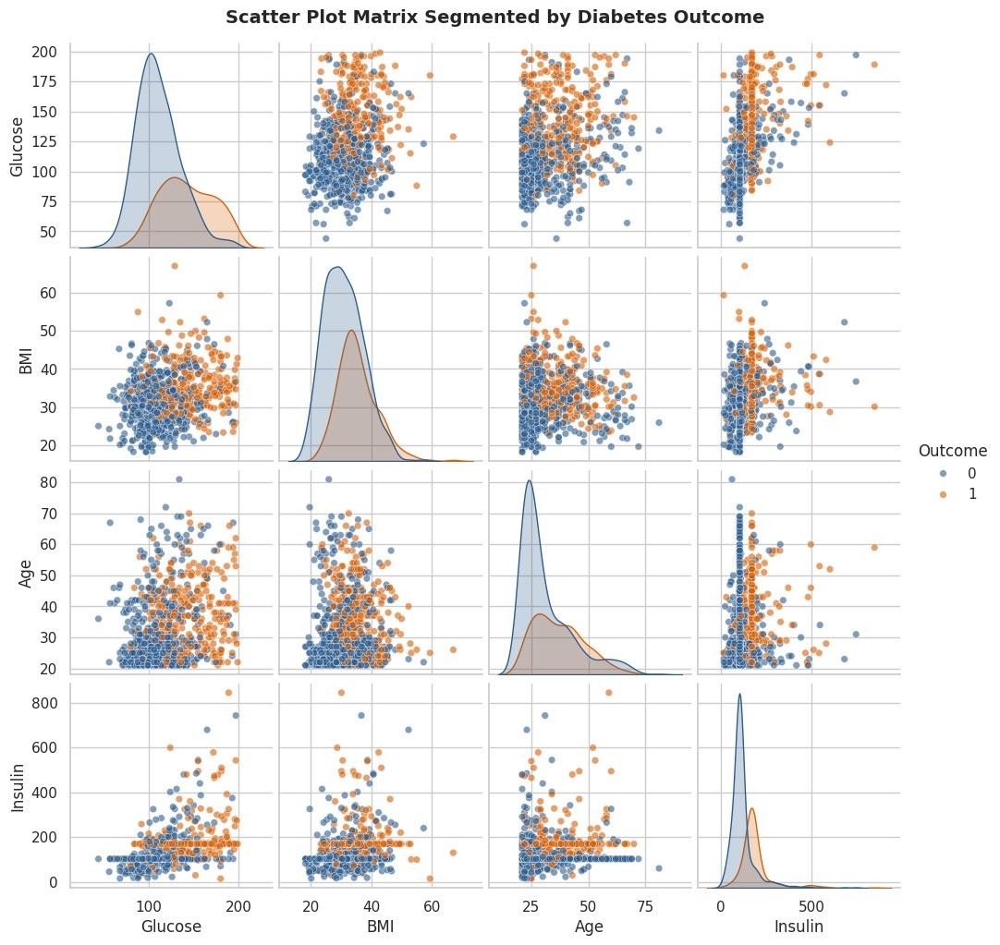 Scatter Plot Matrix Segmented by Diabetes Outcome
200
175
150
125
100
75
50
Glucose
60
50
40
30
20
BMI
80
70
60
50
40
30
20
Age
800
600
400
200
0
Insulin
100 200
Glucose
20 40 60
BMI
25 50 75
Age
0 500
Insulin
Outcome
0
1